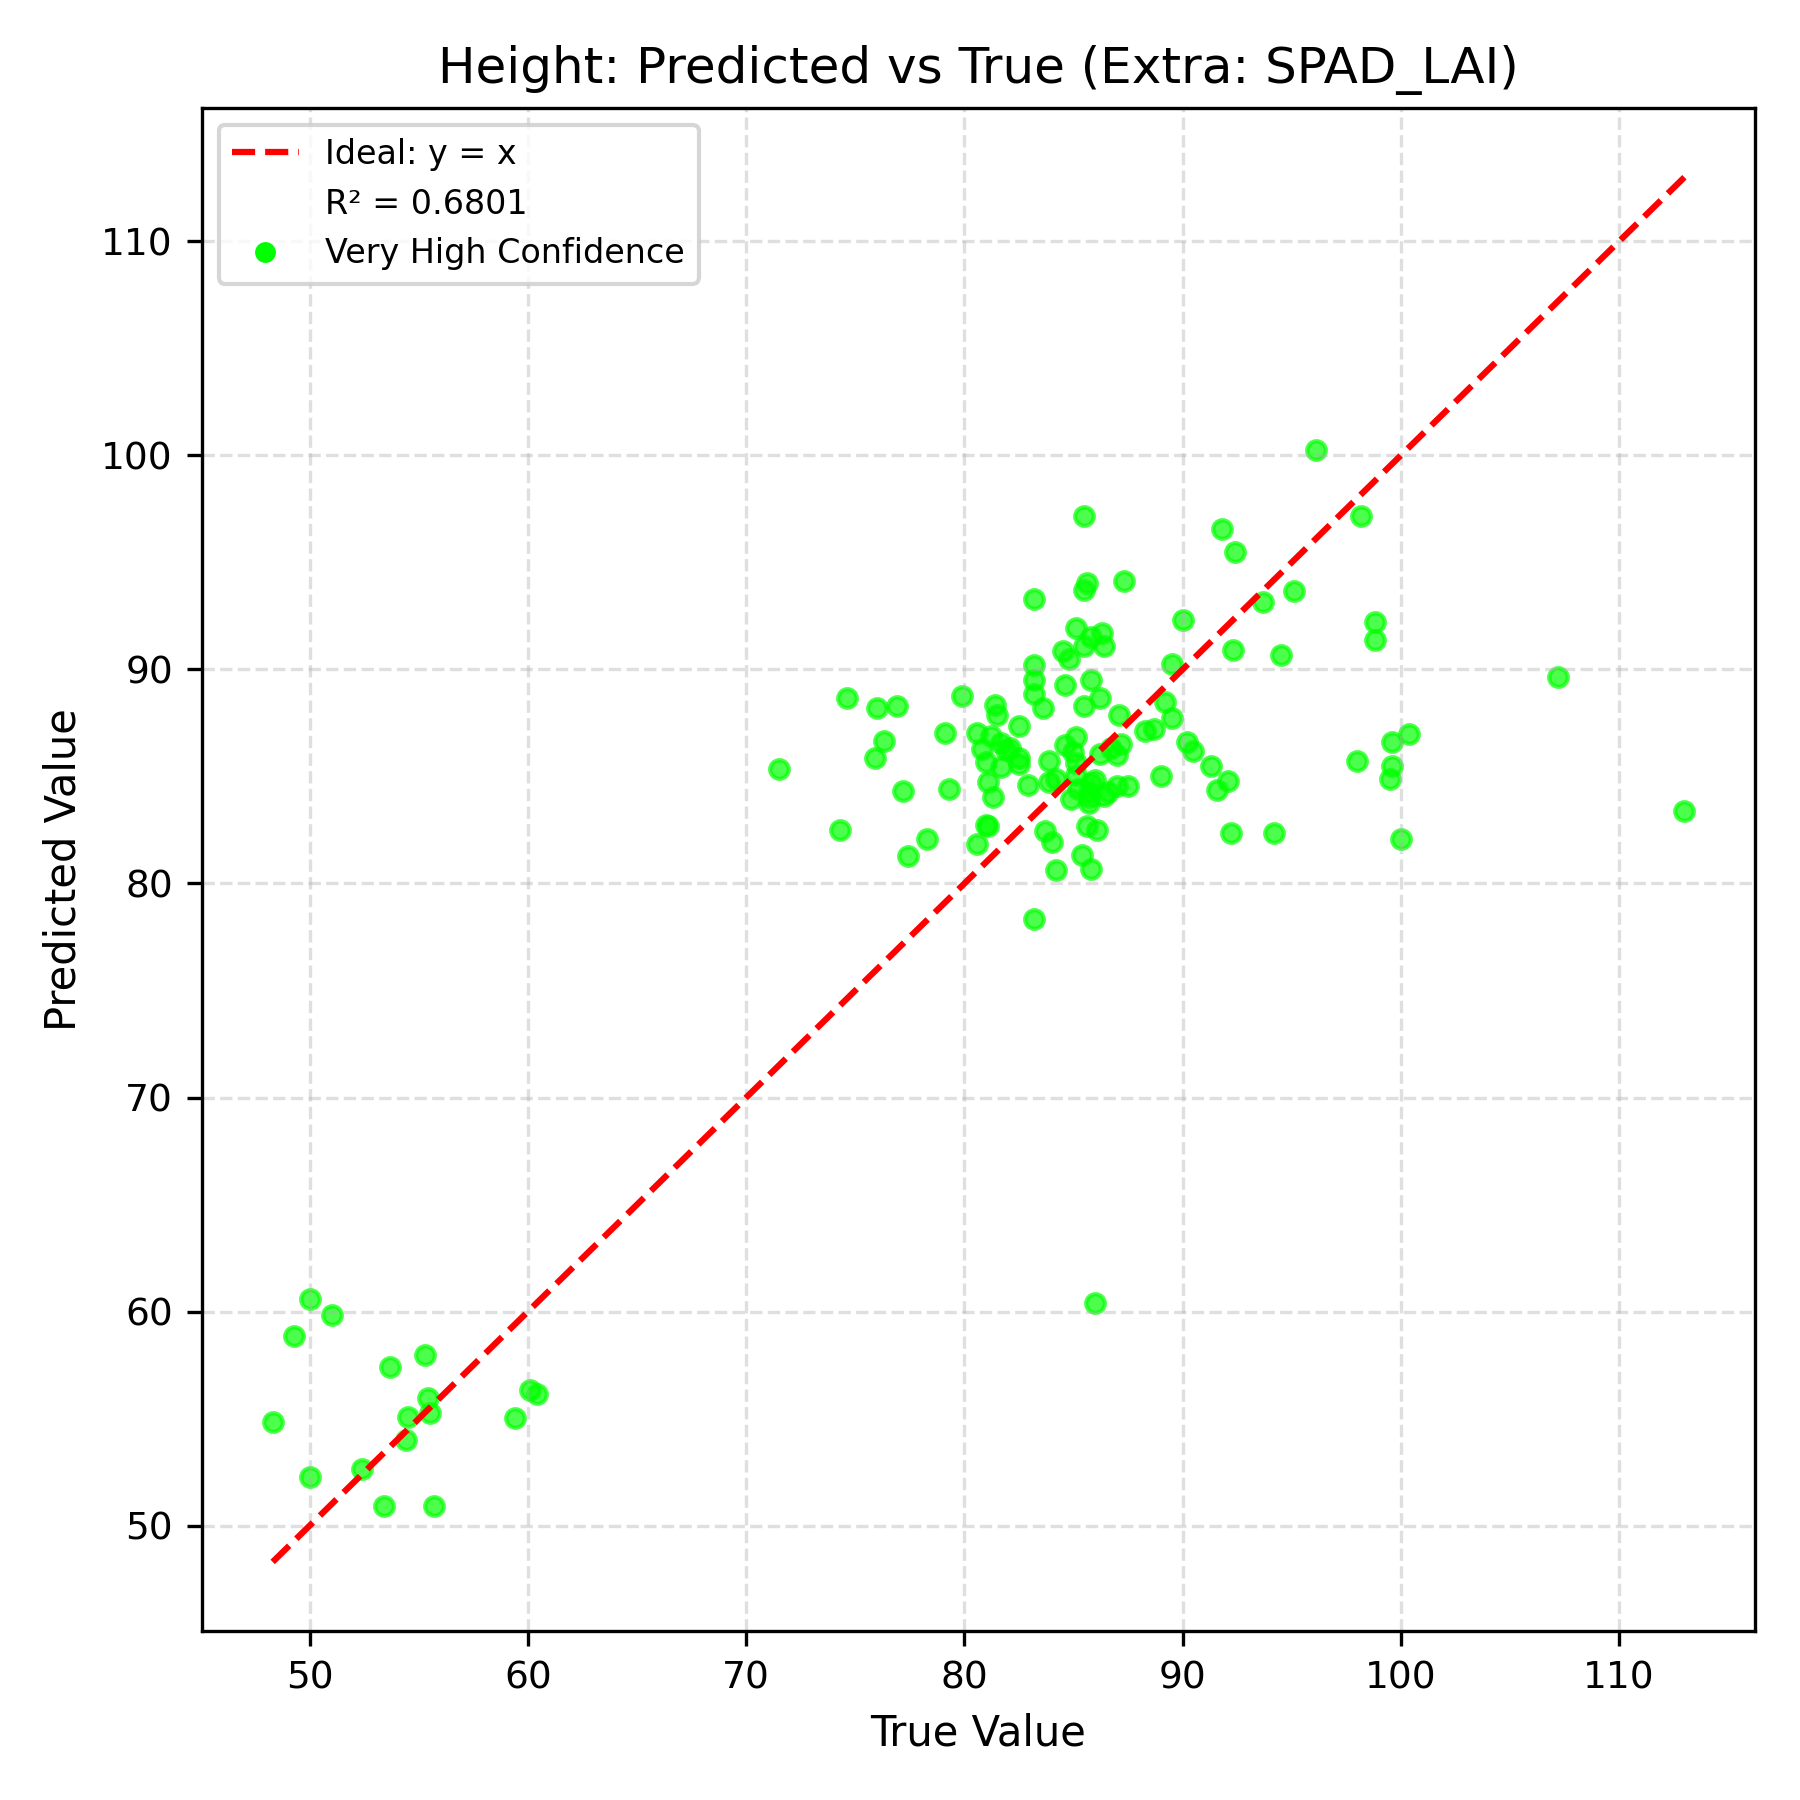 Height: Predicted vs True (Extra: SPAD_LAI)
Ideal: y = x
R² = 0.6801
Very High Confidence
110
100
90
80
70
60
50
Predicted Value
50 60 70 80 90 100 110
True Value